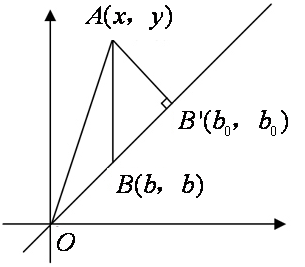 A(x, y)
B'(b₀, b₀)
B(b, b)
O